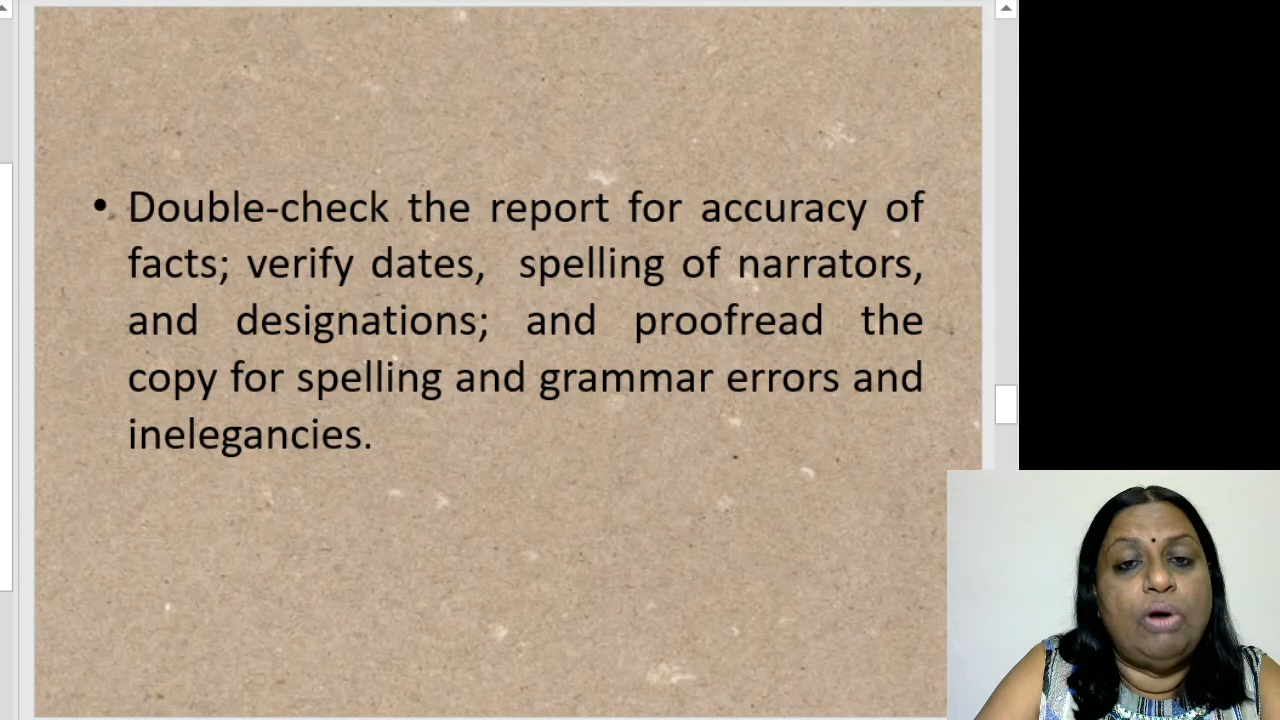 • Double-check the report for accuracy of
facts; verify dates, spelling of narrators,
and designations; and proofread the
copy for spelling and grammar errors and
inelegancies.